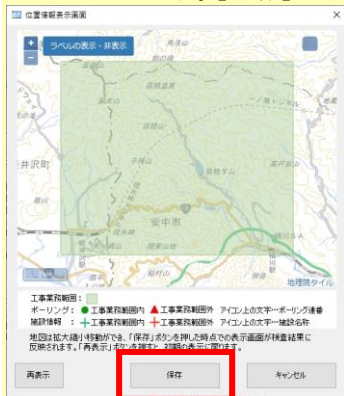 位置情報表示画面
ラベルの表示・非表示
井沢町
安中市
地理院タイル
工事業務範囲：
ボーリング： 工事業務範囲内 工事業務範囲外 アイコン上の文字…ボーリング連番
施設情報 ： 工事業務範囲内 工事業務範囲外 アイコン上の文字…施設名称
地図は拡大縮小移動ができ、「保存」ボタンを押した時点での表示画面が検査結果に
反映されます。「再表示」ボタンを押すと、初期の表示に戻ります。
再表示
保存
キャンセル